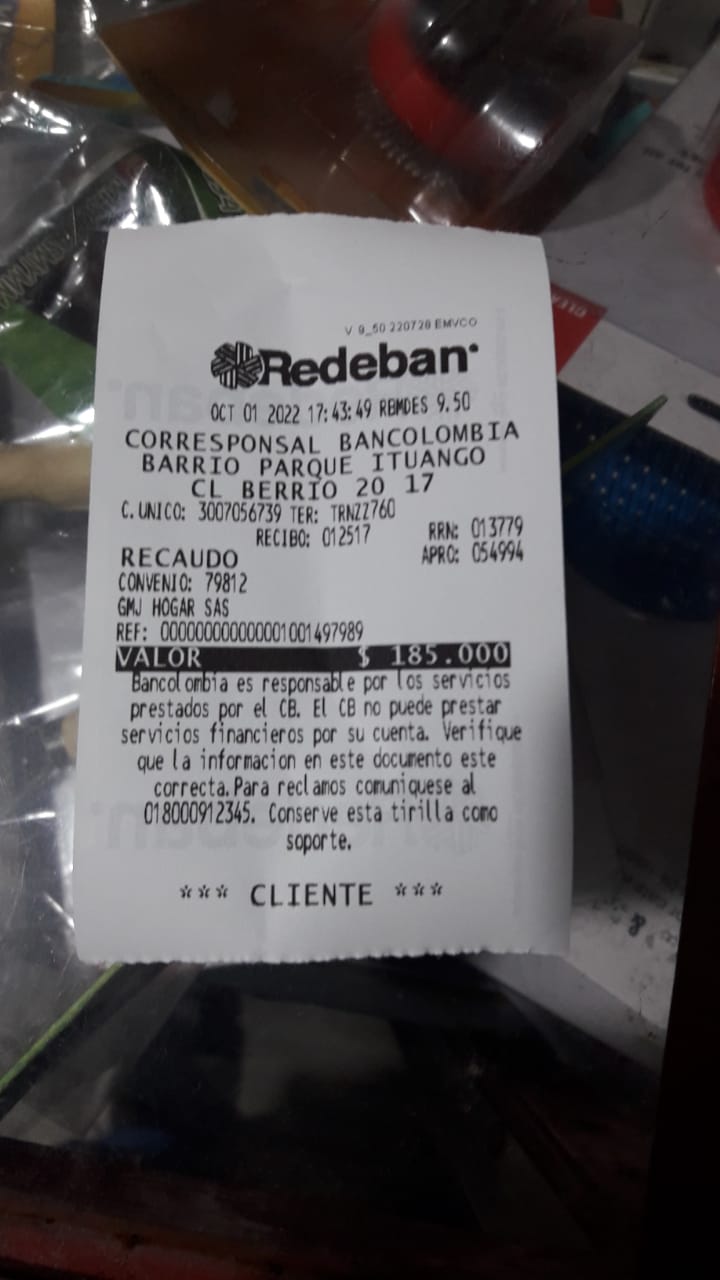 V 9_50 220728 EMVCO
Redeban
OCT 01 2022 17:43:49 RBMDES 9.50
CORRESPONSAL BANCOLOMBIA
BARRIO PARQUE ITUANGO
CL BERRIO 20 17
C. UNICO: 3007056739 TER: TRNZZ760
RECIBO: 012517 RRN: 013779
RECAUDO APRO: 054994
CONVENIO: 79812
GMJ HOGAR SAS
REF: 000000000000001001497989
VALOR $ 185.000
Bancolombia es responsable por los servicios
prestados por el CB. El CB no puede prestar
servicios financieros por su cuenta. Verifique
que la informacion en este documento este
correcta. Para reclamos comuniquese al
018000912345. Conserve esta tirilla como
soporte.
*** CLIENTE ***